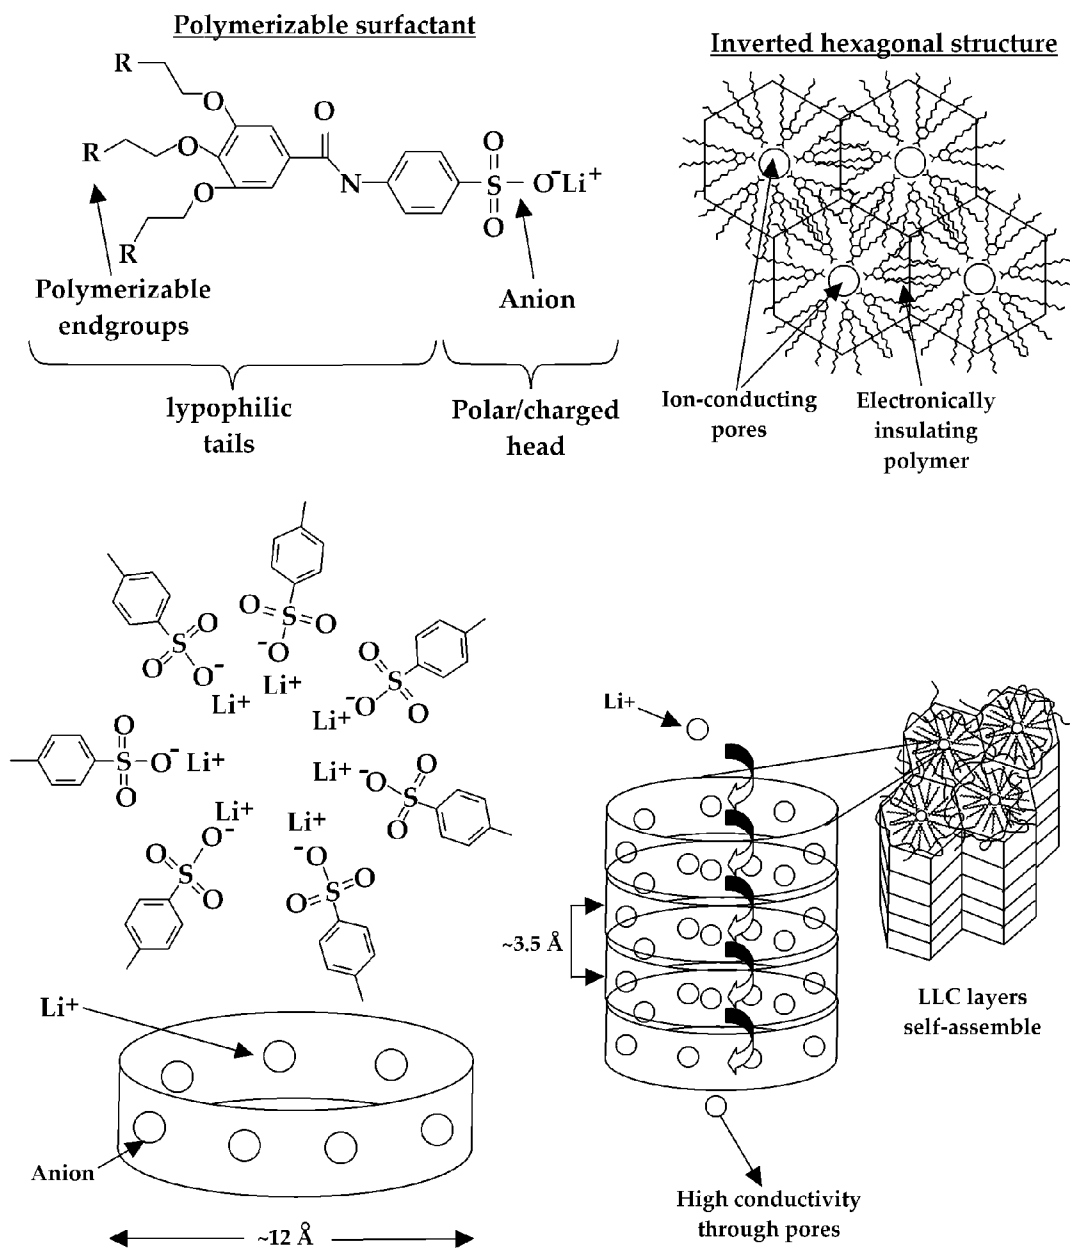 Polymerizable surfactant
R
O
O
R
O
N
S
O
O
O⁻Li⁺
O
R
Polymerizable
endgroups
Anion
lypophilic
tails
Polar/charged
head
Inverted hexagonal structure
Ion-conducting
pores
Electronically
insulating
polymer
O
S
O
⁻O
Li⁺
O
S
O
O⁻
Li⁺
O
S
O
⁻O
Li⁺
O
S
O
O⁻
Li⁺
O
S
O
⁻O
Li⁺
Li⁺
O⁻
O
S
O
Li⁺
⁻O
S
O
O
Li⁺
Anion
~12 Å
Li+
~3.5 Å
LLC layers
self-assemble
High conductivity
through pores